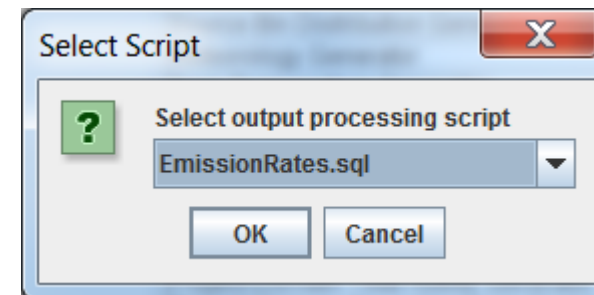 Select Script
X
?
Select output processing script
EmissionRates.sql
OK
Cancel